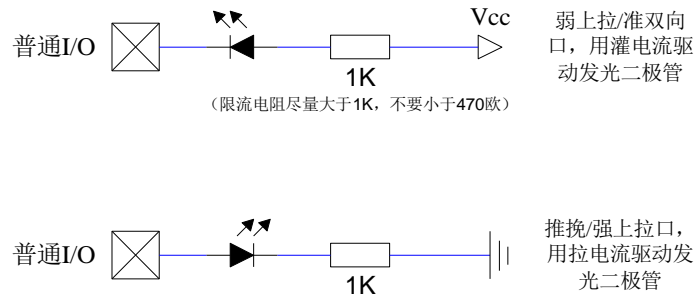 普通I/O
Vcc
1K
（限流电阻尽量大于1K，不要小于470欧）
弱上拉/准双向
口，用灌电流驱
动发光二极管
普通I/O
1K
推挽/强上拉口，
用拉电流驱动发
光二极管